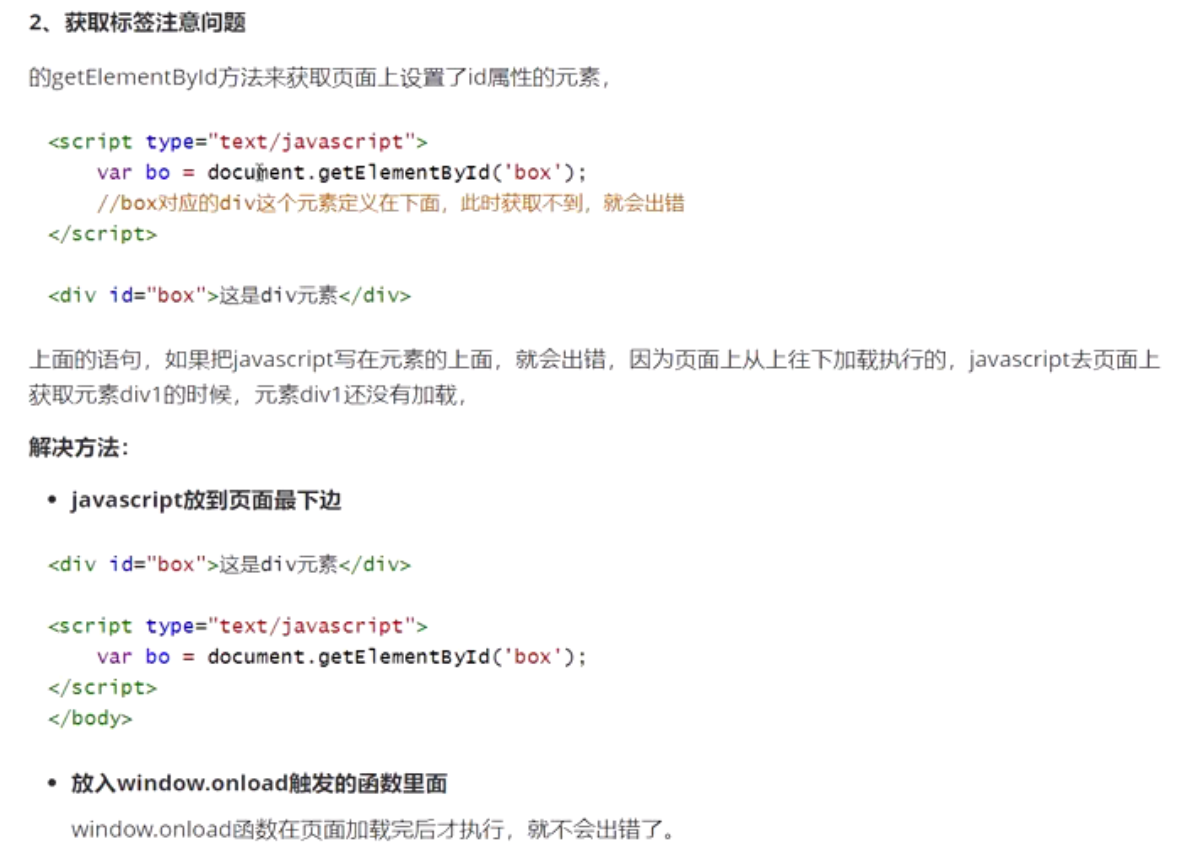 2、获取标签注意问题
的getElementById方法来获取页面上设置了id属性的元素，
<script type="text/javascript">
var bo = document.getElementById('box');
//box对应的div这个元素定义在下面，此时获取不到，就会出错
</script>
<div id="box">这是div元素</div>
上面的语句，如果把javascript写在元素的上面，就会出错，因为页面上从上往下加载执行的，javascript去页面上
获取元素div1的时候，元素div1还没有加载，
解决方法：
• javascript放到页面最下边
<div id="box">这是div元素</div>
<script type="text/javascript">
var bo = document.getElementById('box');
</script>
</body>
• 放入window.onload触发的函数里面
window.onload函数在页面加载完后才执行，就不会出错了。